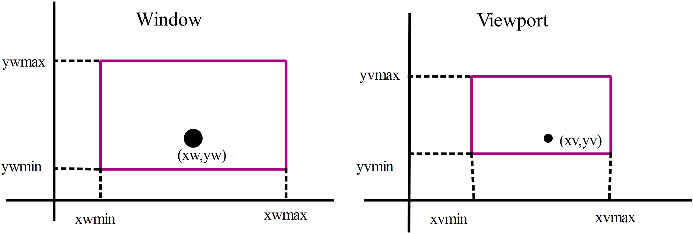 Window
Viewport
ywmax
(xw,yw)
ywmin
xwmin
xwmax
yvmax
(xv,yv)
yvmin
xvmin
xvmax